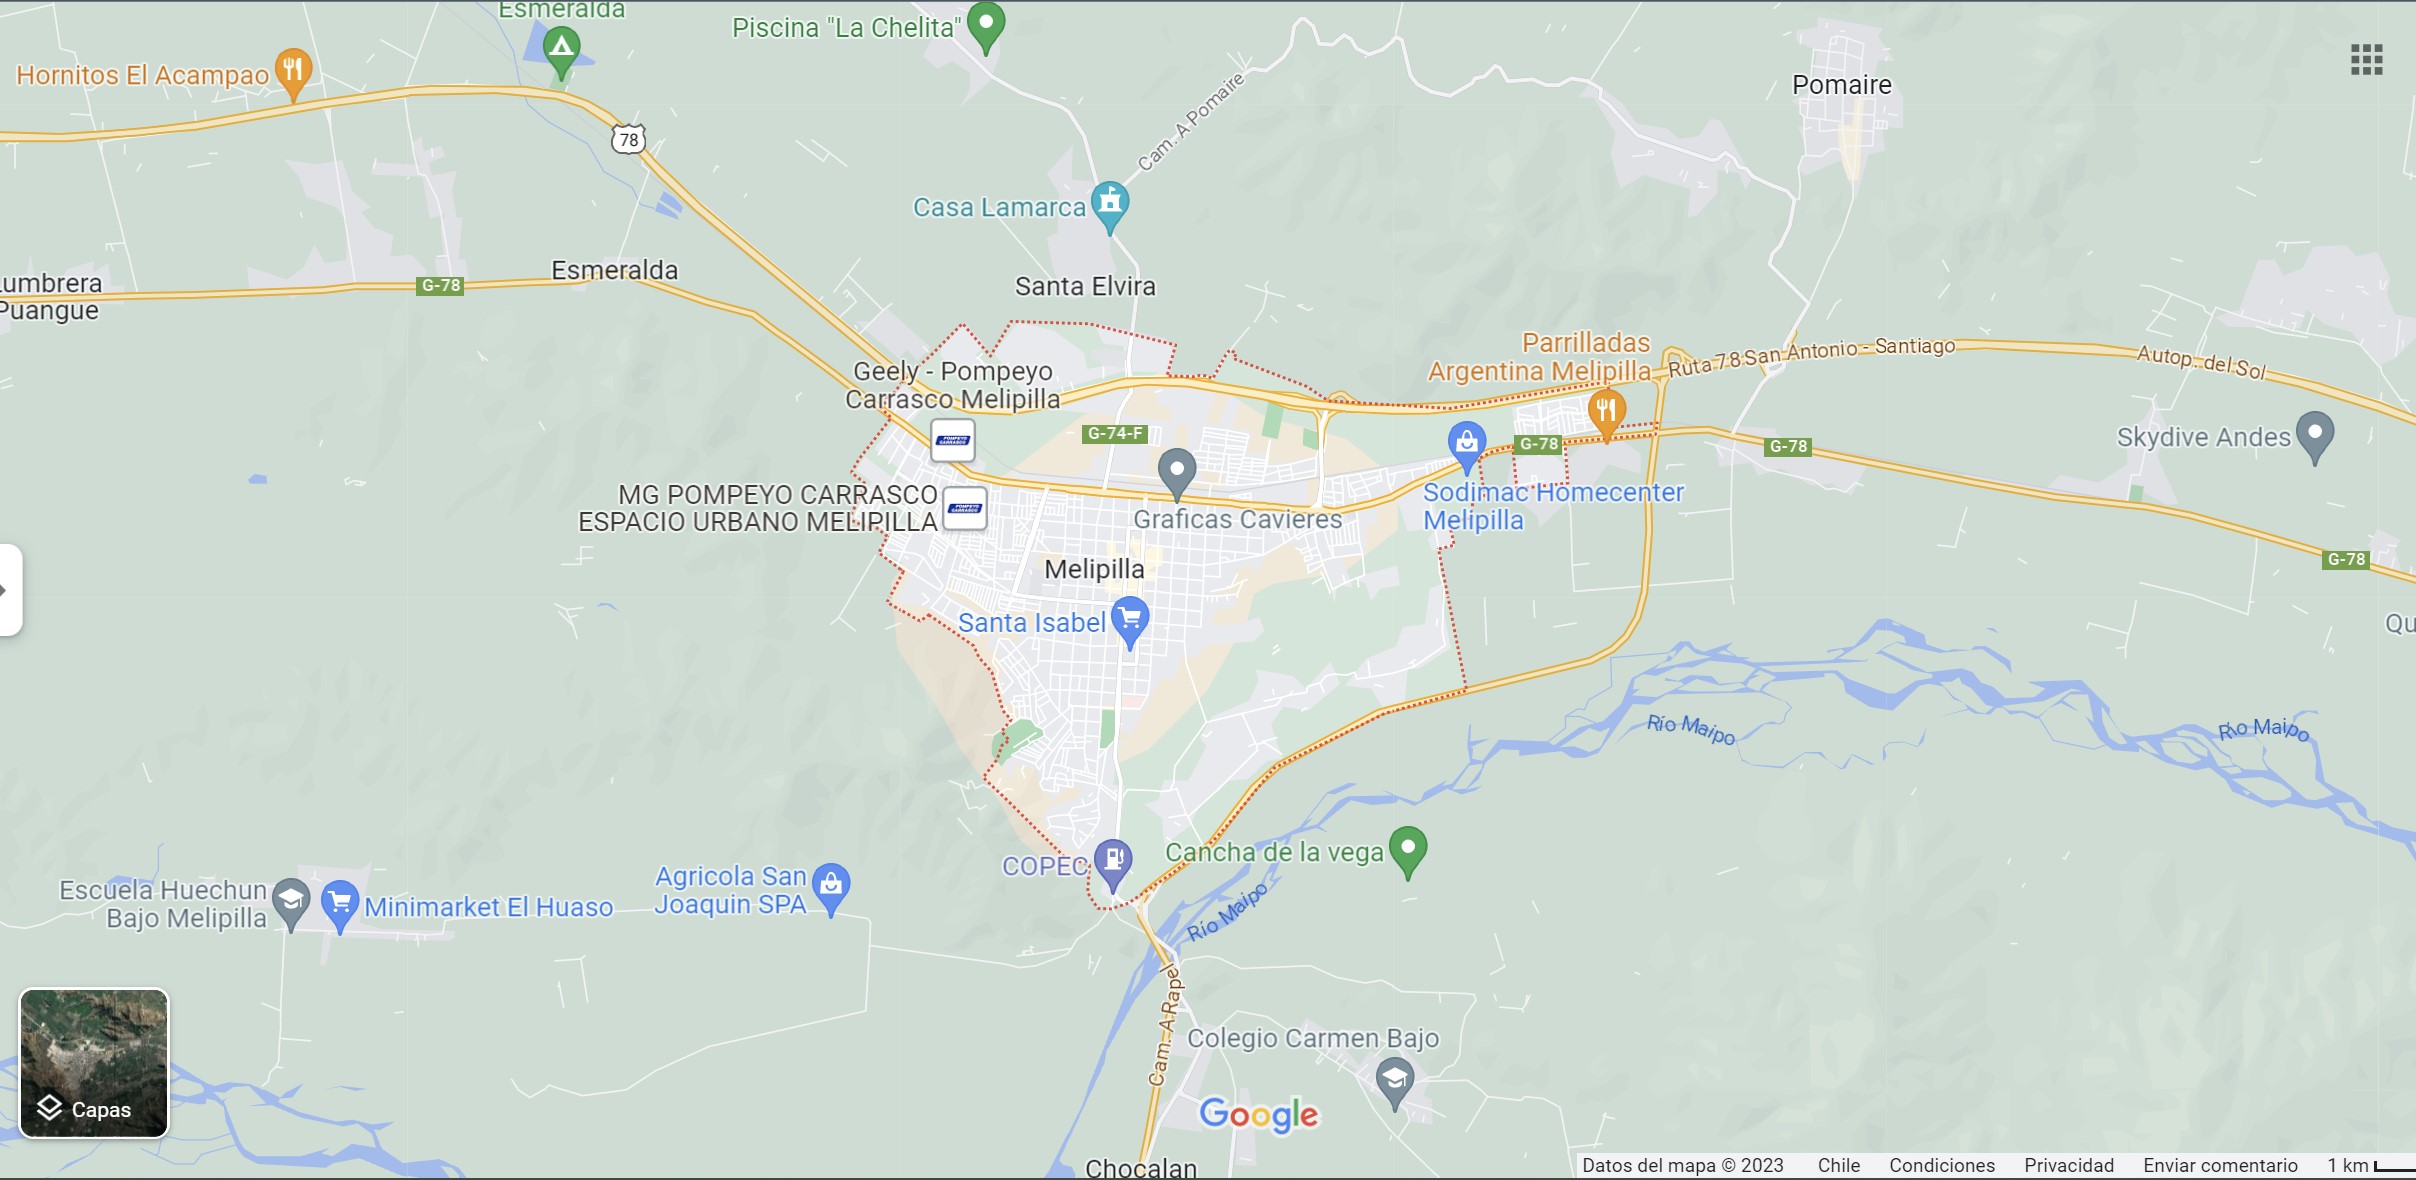 Esmeralda
Piscina "La Chelita"
Hornitos El Acampao
Pomaire
78
Cam. A Pomaire
Casa Lamarca
Esmeralda
Santa Elvira
G-78
umbrera
Puangue
Parrilladas
Argentina Melipilla
Ruta 78 San Antonio - Santiago
Autop. del Sol
Geely - Pompeyo
Carrasco Melipilla
POMPEYO
CARRASCO
G-74-F
G-78
G-78
Skydive Andes
MG POMPEYO CARRASCO
ESPACIO URBANO MELIPILLA
POMPEYO
CARRASCO
Graficas Cavieres
Sodimac Homecenter
Melipilla
G-78
Melipilla
Santa Isabel
Qu
Río Maipo
Río Maipo
COPEC
Cancha de la vega
Río Maipo
Escuela Huechun
Bajo Melipilla
Minimarket El Huaso
Agricola San
Joaquin SPA
Cam. A Rapel
Colegio Carmen Bajo
Capas
Google
Chocalan
Datos del mapa © 2023 Chile Condiciones Privacidad Enviar comentario 1 km